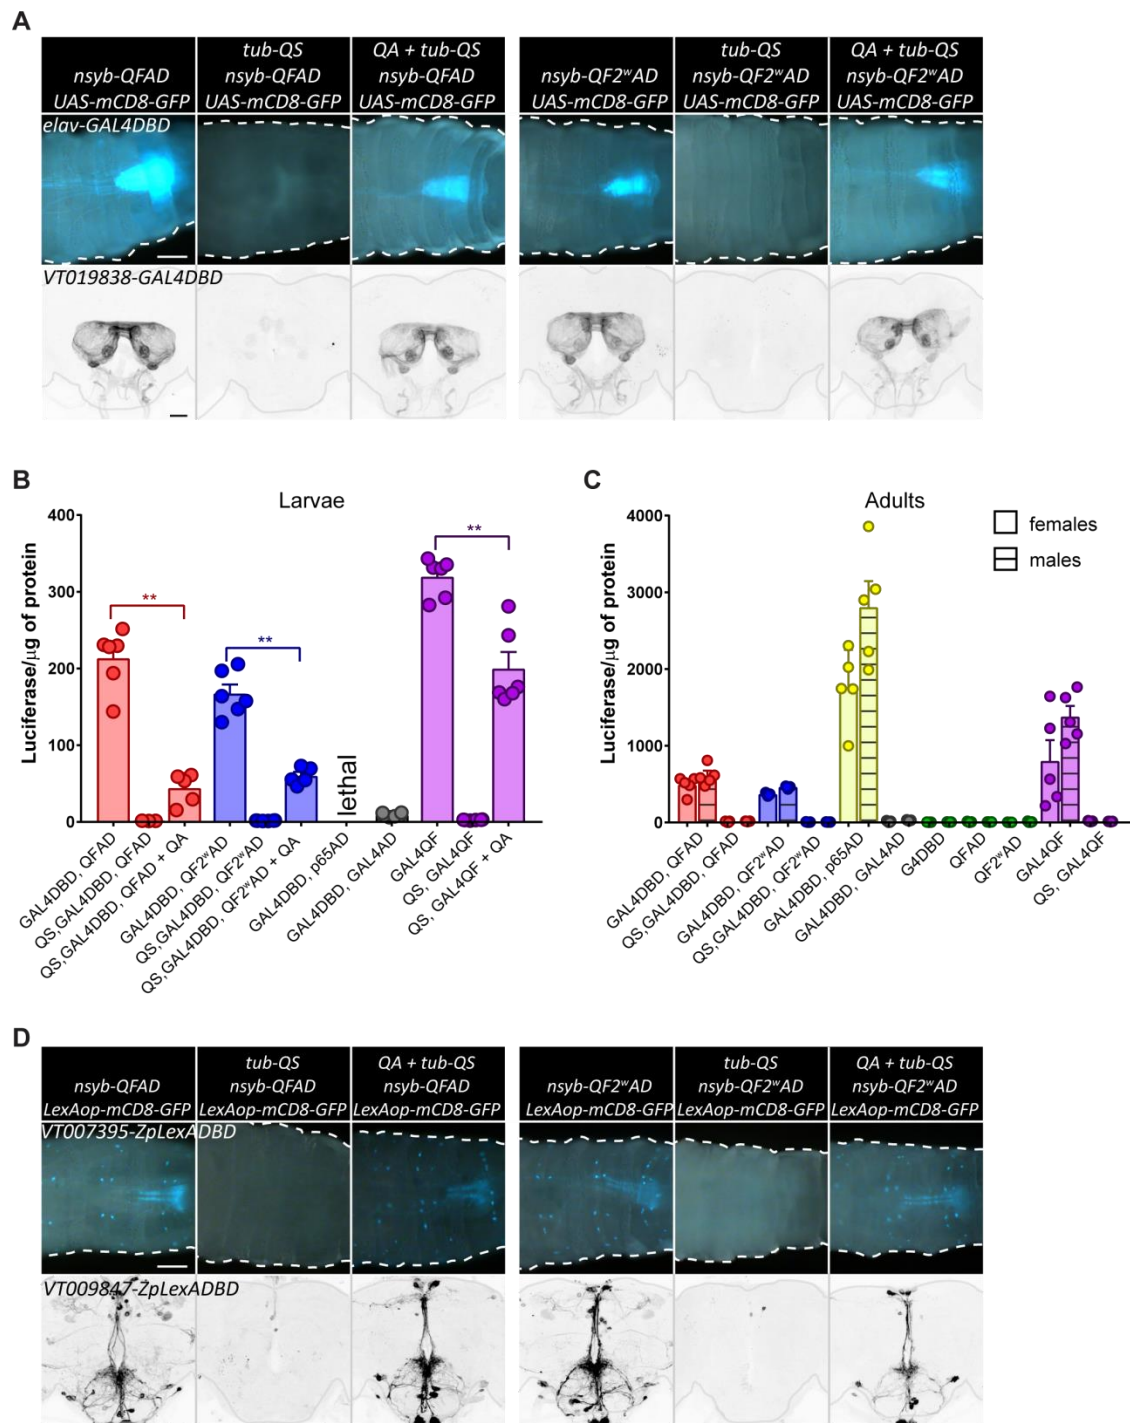 A
nsyb-QFAD
UAS-mCD8-GFP
tub-QS
nsyb-QFAD
UAS-mCD8-GFP
QA + tub-QS
nsyb-QFAD
UAS-mCD8-GFP
nsyb-QF2ʷAD
UAS-mCD8-GFP
tub-QS
nsyb-QF2ʷAD
UAS-mCD8-GFP
QA + tub-QS
nsyb-QF2ʷAD
UAS-mCD8-GFP
elav-GAL4DBD
VT019838-GAL4DBD
B
Larvae
Luciferase/µg of protein
400
300
200
100
0
**
**
**
lethal
GAL4DBD, QFAD
QS,GAL4DBD, QFAD
QS,GAL4DBD, QFAD + QA
GAL4DBD, QF2ʷAD
QS,GAL4DBD, QF2ʷAD
QS,GAL4DBD, QF2ʷAD + QA
GAL4DBD, p65AD
GAL4DBD, GAL4AD
GAL4QF
QS, GAL4QF
QS, GAL4QF + QA
C
Adults
females
males
Luciferase/µg of protein
4000
3000
2000
1000
0
GAL4DBD, QFAD
QS,GAL4DBD, QFAD
GAL4DBD, QF2ʷAD
QS,GAL4DBD, QF2ʷAD
GAL4DBD, p65AD
GAL4DBD, GAL4AD
G4DBD
QFAD
QF2ʷAD
GAL4QF
QS, GAL4QF
D
nsyb-QFAD
LexAop-mCD8-GFP
tub-QS
nsyb-QFAD
LexAop-mCD8-GFP
QA + tub-QS
nsyb-QFAD
LexAop-mCD8-GFP
nsyb-QF2ʷAD
LexAop-mCD8-GFP
tub-QS
nsyb-QF2ʷAD
LexAop-mCD8-GFP
QA + tub-QS
nsyb-QF2ʷAD
LexAop-mCD8-GFP
VT007395-ZpLexADBD
VT009847-ZpLexADBD